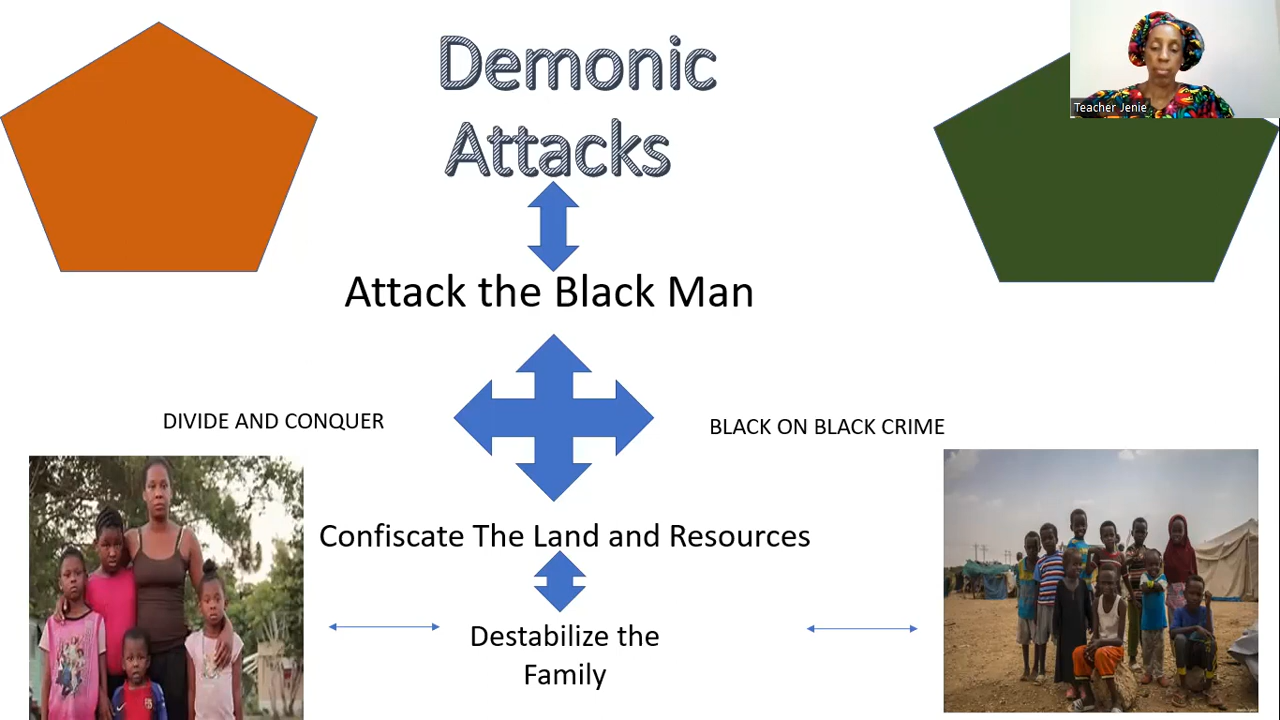 Demonic
Attacks
Teacher Jenie
Attack the Black Man
DIVIDE AND CONQUER
BLACK ON BLACK CRIME
Confiscate The Land and Resources
Destabilize the
Family